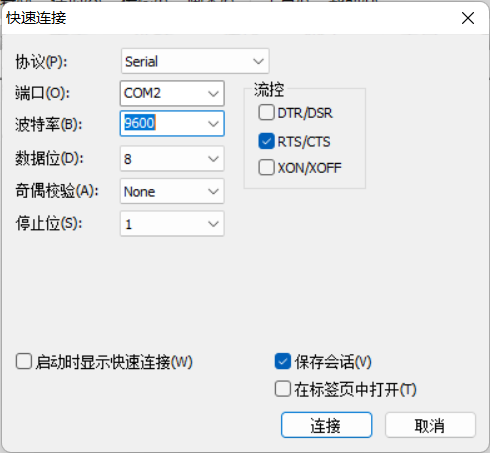 快速连接
协议(P): Serial
端口(O): COM2
波特率(B): 9600
数据位(D): 8
奇偶校验(A): None
停止位(S): 1
流控
DTR/DSR
RTS/CTS
XON/XOFF
启动时显示快速连接(W)
保存会话(V)
在标签页中打开(T)
连接
取消